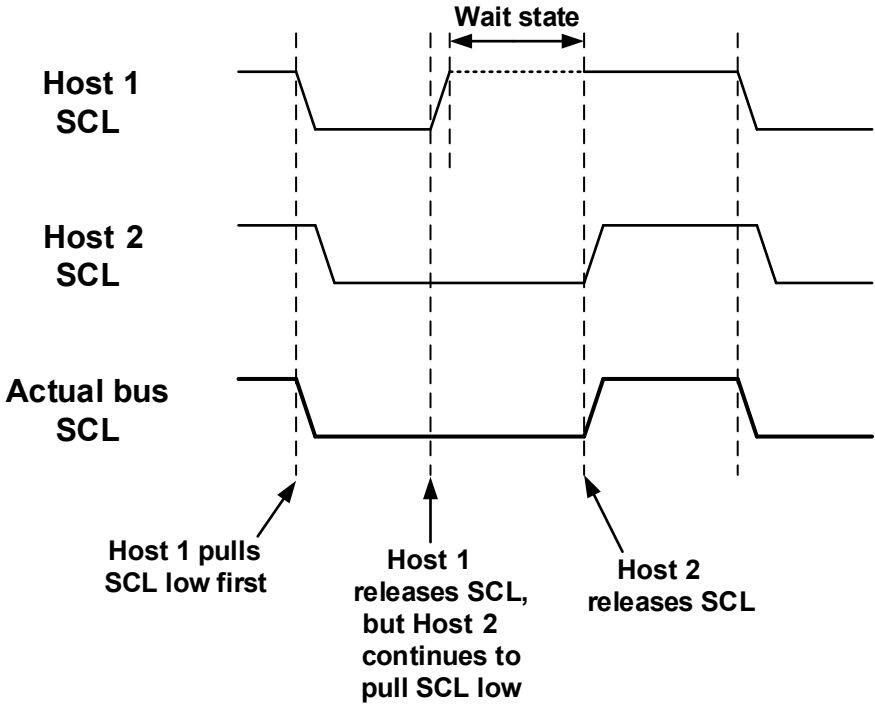 Wait state
Host 1
SCL
Host 2
SCL
Actual bus
SCL
Host 1 pulls
SCL low first
Host 1
releases SCL,
but Host 2
continues to
pull SCL low
Host 2
releases SCL